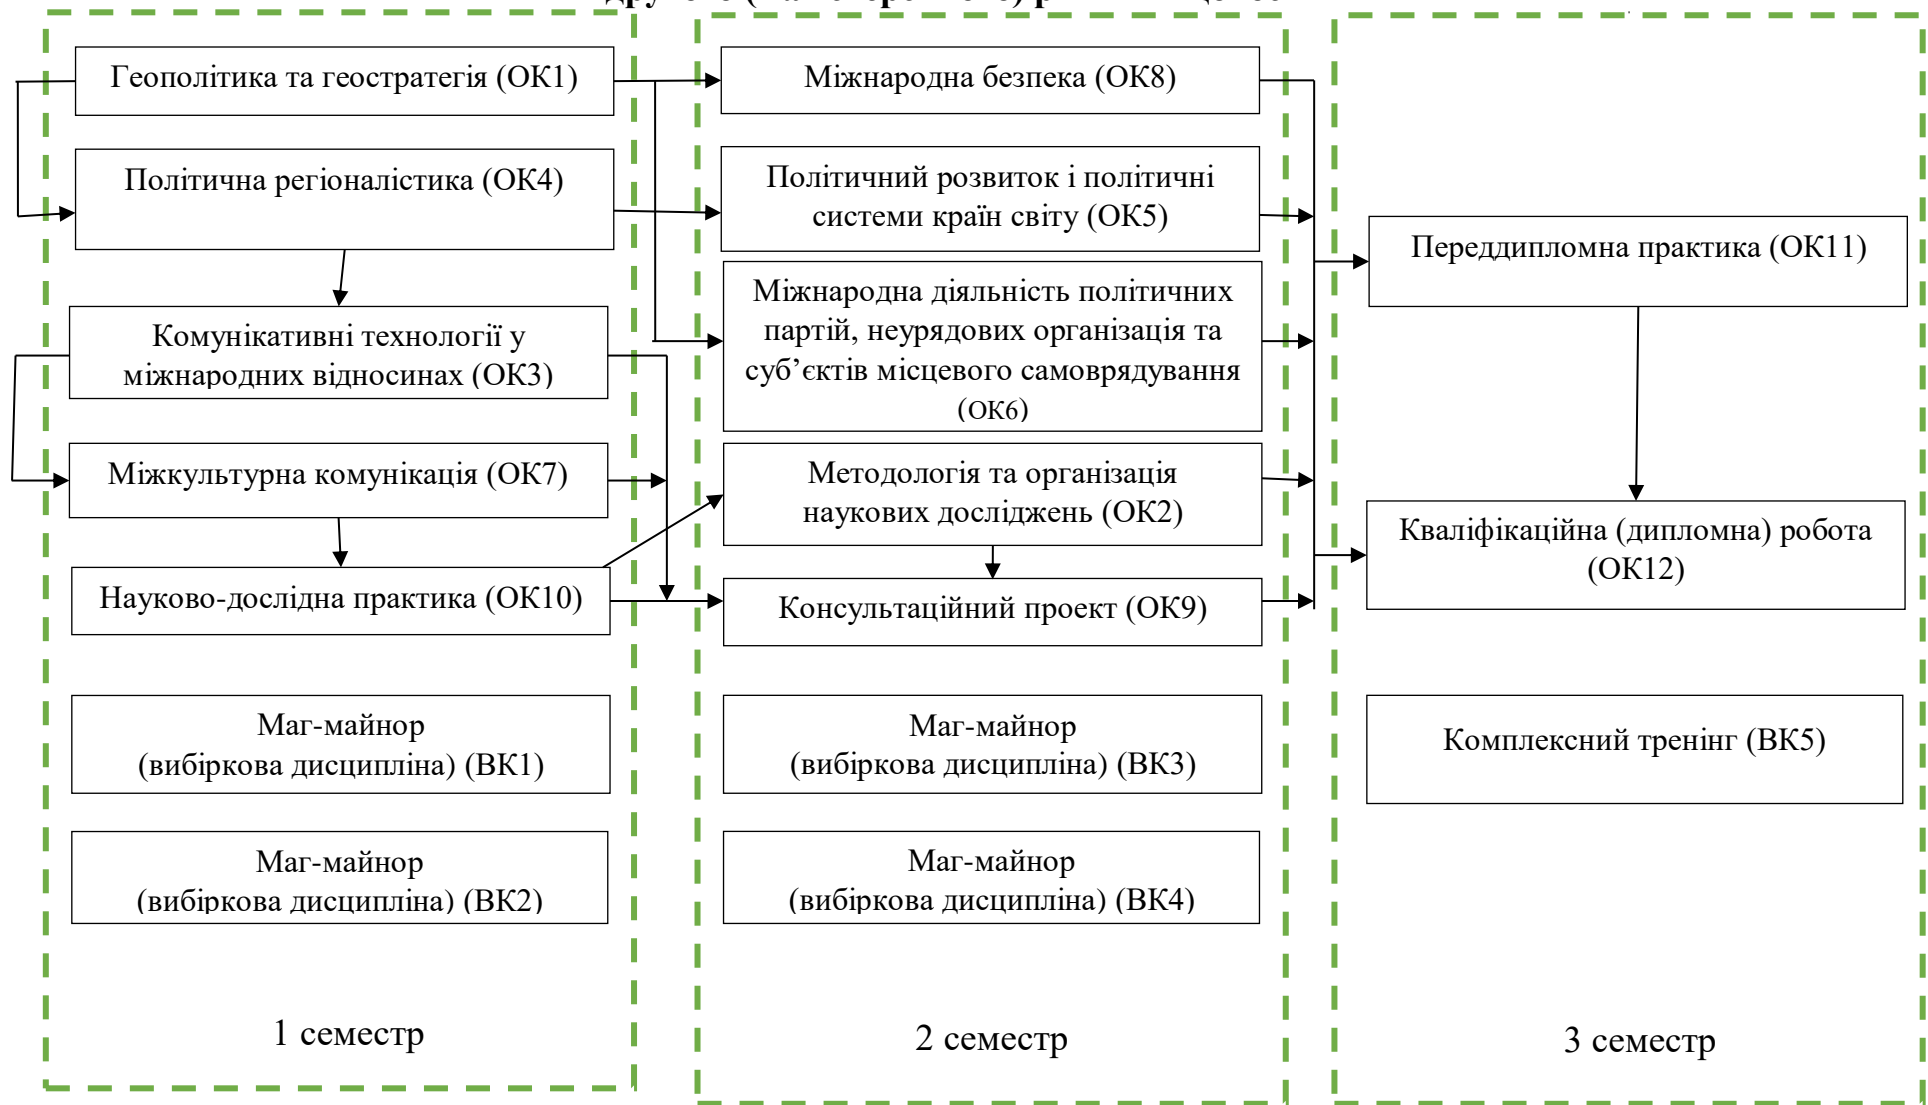 Геополітика та геостратегія (ОК1)
Політична регіоналістика (ОК4)
Комунікативні технології у
міжнародних відносинах (ОК3)
Міжкультурна комунікація (ОК7)
Науково-дослідна практика (ОК10)
Маг-майнор
(вибіркова дисципліна) (ВК1)
Маг-майнор
(вибіркова дисципліна) (ВК2)
1 семестр
Міжнародна безпека (ОК8)
Політичний розвиток і політичні
системи країн світу (ОК5)
Міжнародна діяльність політичних
партій, неурядових організація та
суб’єктів місцевого самоврядування
(ОК6)
Методологія та організація
наукових досліджень (ОК2)
Консультаційний проект (ОК9)
Маг-майнор
(вибіркова дисципліна) (ВК3)
Маг-майнор
(вибіркова дисципліна) (ВК4)
2 семестр
Переддипломна практика (ОК11)
Кваліфікаційна (дипломна) робота
(ОК12)
Комплексний тренінг (ВК5)
3 семестр